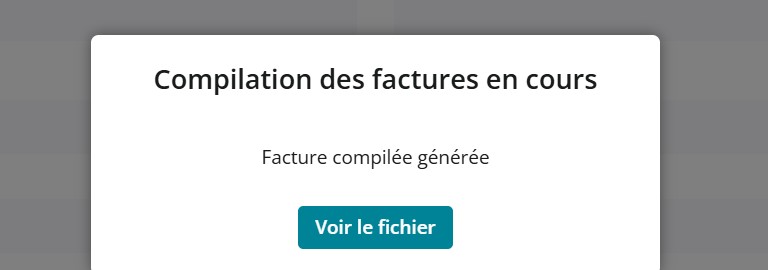 Compilation des factures en cours
Facture compilée générée
Voir le fichier